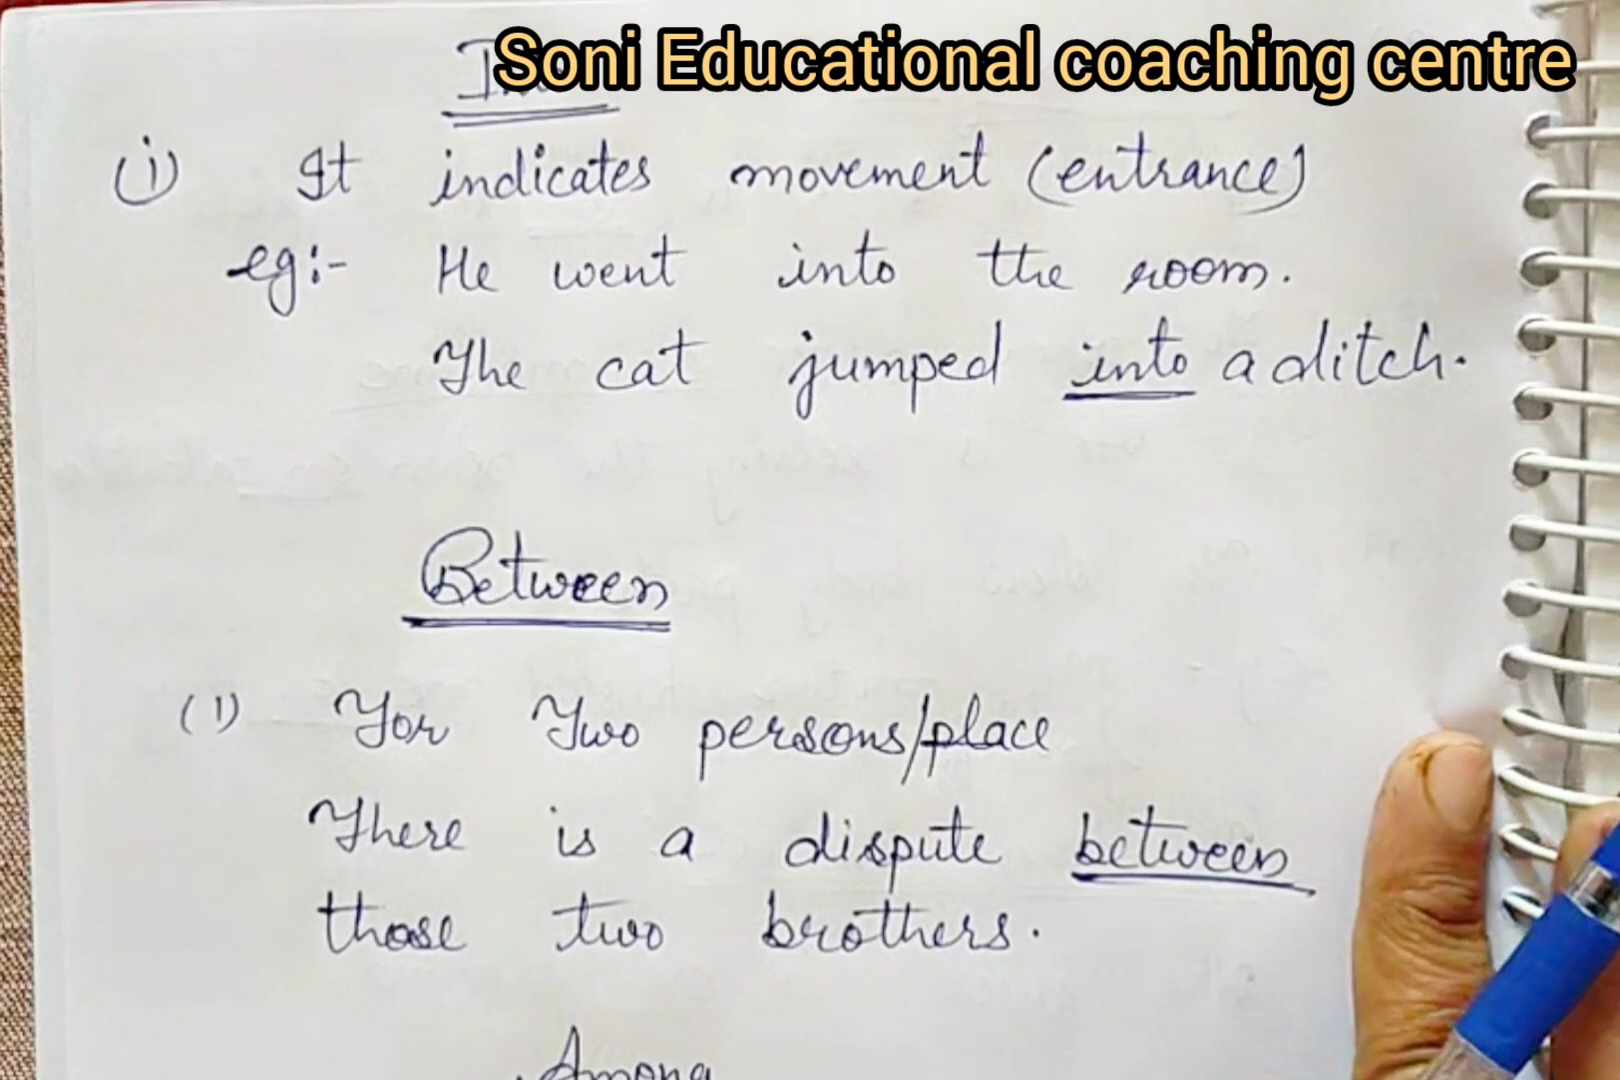 Soni Educational coaching centre
(i) It indicates movement (entrance)
eg:- He went into the room.
The cat jumped into a ditch.
Between
(1) For Two persons/place
There is a dispute between
those two brothers.
Among